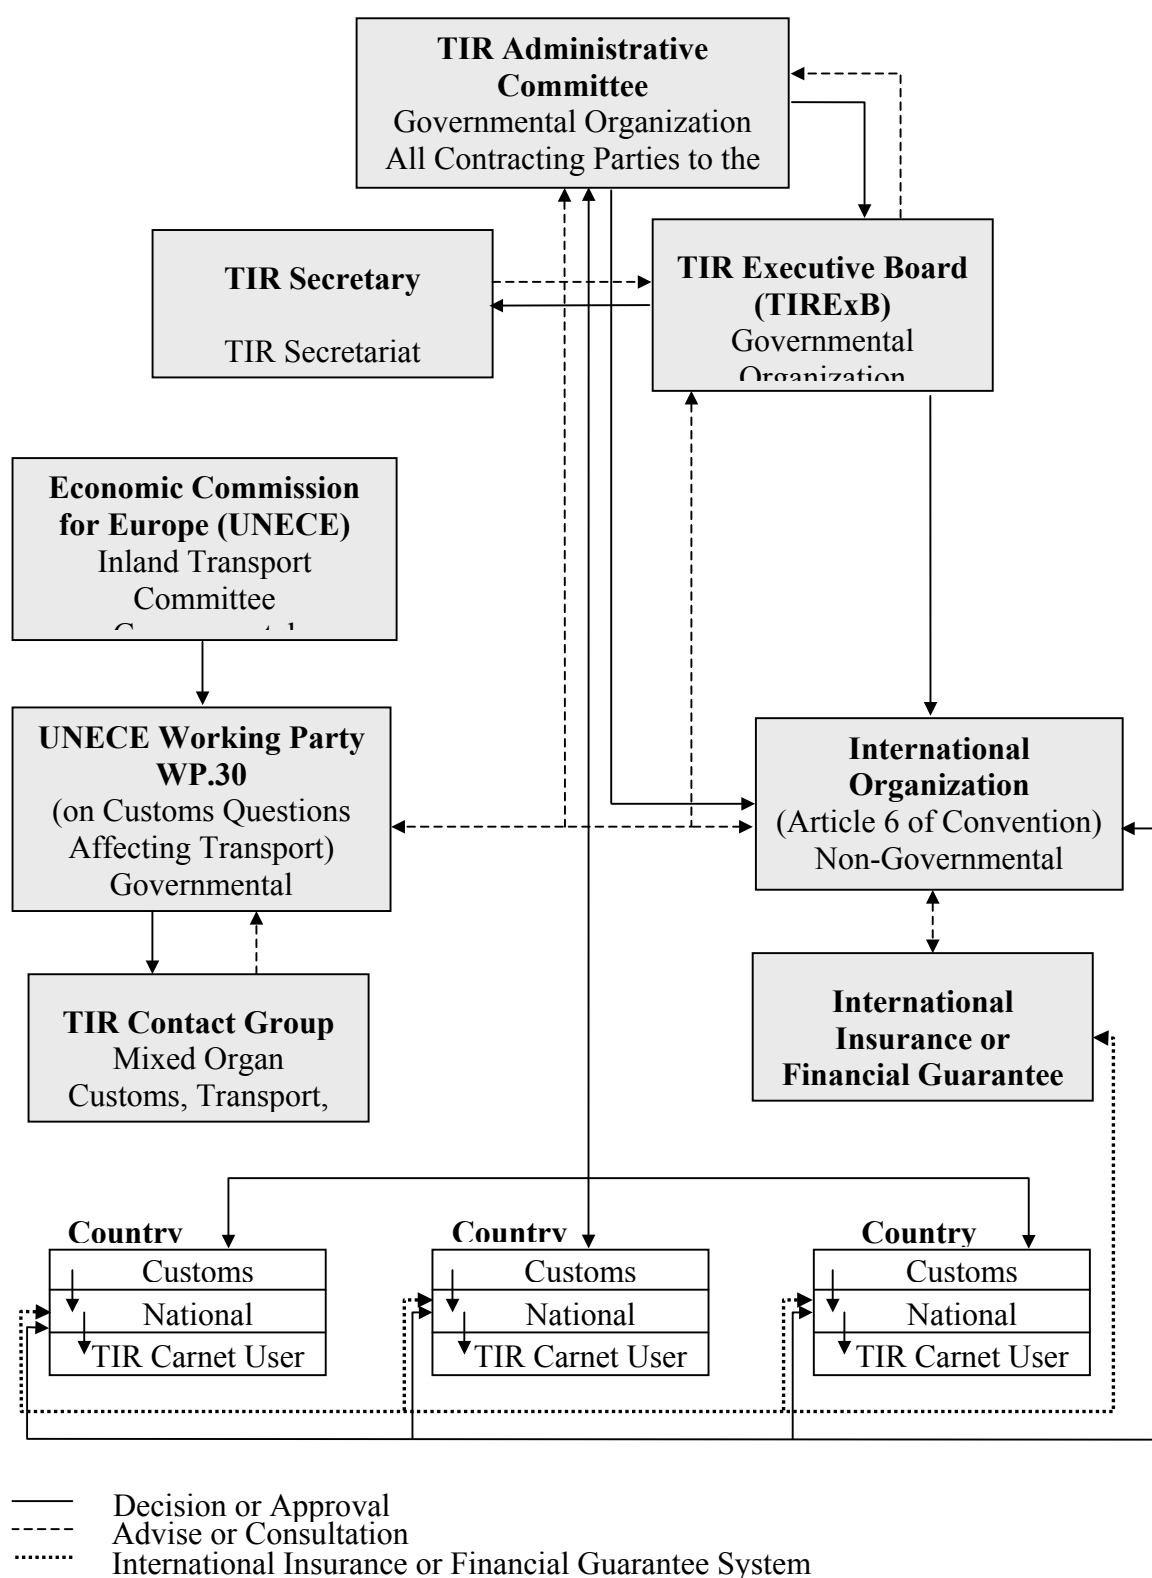 TIR Administrative
Committee
Governmental Organization
All Contracting Parties to the
TIR Secretary
TIR Secretariat
TIR Executive Board
(TIRExB)
Governmental
Organization
Economic Commission
for Europe (UNECE)
Inland Transport
Committee
UNECE Working Party
WP.30
(on Customs Questions
Affecting Transport)
Governmental
International
Organization
(Article 6 of Convention)
Non-Governmental
TIR Contact Group
Mixed Organ
Customs, Transport,
International
Insurance or
Financial Guarantee
Country
Customs
National
TIR Carnet User
Country
Customs
National
TIR Carnet User
Country
Customs
National
TIR Carnet User
Decision or Approval
Advise or Consultation
International Insurance or Financial Guarantee System